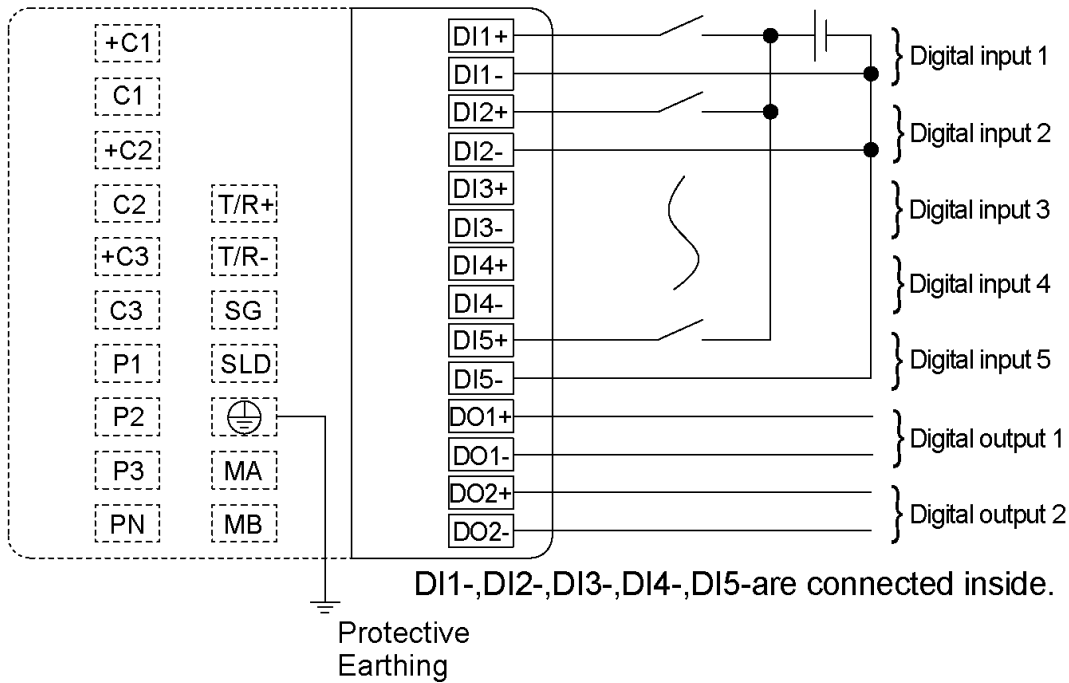 +C1
C1
+C2
C2
+C3
C3
P1
P2
P3
PN
T/R+
T/R-
SG
SLD
MA
MB
DI1+
DI1-
DI2+
DI2-
DI3+
DI3-
DI4+
DI4-
DI5+
DI5-
DO1+
DO1-
DO2+
DO2-
Digital input 1
Digital input 2
Digital input 3
Digital input 4
Digital input 5
Digital output 1
Digital output 2
DI1-,DI2-,DI3-,DI4-,DI5-are connected inside.
Protective
Earthing